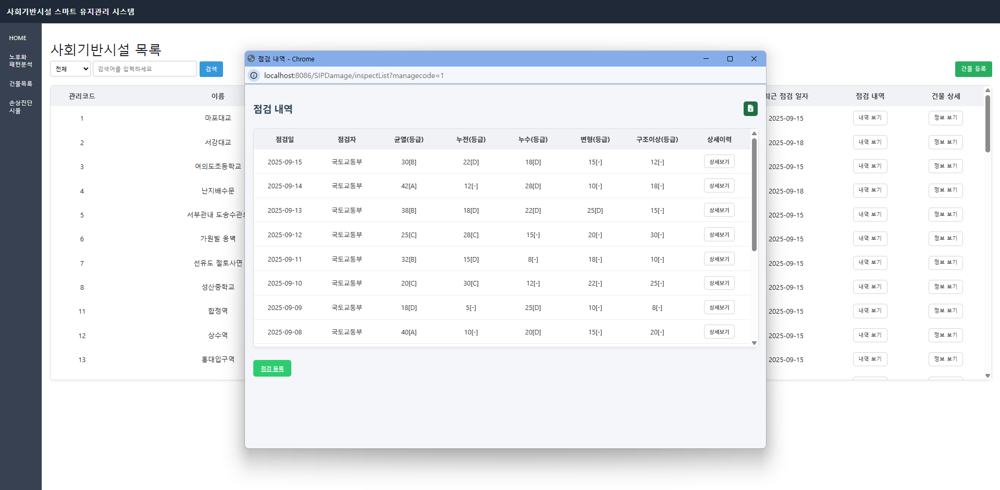 사회기반시설 스마트 유지관리 시스템
HOME
노후화
패턴분석
건물목록
손상진단
시뮬
사회기반시설 목록
전체 검색어를 입력하세요 검색
건물 등록
관리코드 이름 최근 점검 일자 점검 내역 건물 상세
1 마포대교 2025-09-15 내역 보기 정보 보기
2 서강대교 2025-09-18 내역 보기 정보 보기
3 여의도초등학교 2025-09-15 내역 보기 정보 보기
4 난지배수문 2025-09-18 내역 보기 정보 보기
5 서부관내 도송수관로 2025-09-15 내역 보기 정보 보기
6 가원빌 옹벽 2025-09-15 내역 보기 정보 보기
7 선유도 절토사면 2025-09-15 내역 보기 정보 보기
8 성산중학교 2025-09-15 내역 보기 정보 보기
11 합정역 2025-09-15 내역 보기 정보 보기
12 상수역 2025-09-15 내역 보기 정보 보기
13 홍대입구역 2025-09-15 내역 보기 정보 보기
점검 내역 - Chrome
localhost:8086/SIPDamage/inspectList?managecode=1
점검 내역
점검일 점검자 균열(등급) 누전(등급) 누수(등급) 변형(등급) 구조이상(등급) 상세이력
2025-09-15 국토교통부 30[B] 22[D] 18[D] 15[-] 12[-] 상세보기
2025-09-14 국토교통부 42[A] 12[-] 28[D] 10[-] 18[-] 상세보기
2025-09-13 국토교통부 38[B] 18[D] 22[D] 25[D] 15[-] 상세보기
2025-09-12 국토교통부 25[C] 28[C] 15[-] 20[-] 30[-] 상세보기
2025-09-11 국토교통부 32[B] 15[D] 8[-] 18[-] 10[-] 상세보기
2025-09-10 국토교통부 20[C] 30[C] 12[-] 22[-] 25[-] 상세보기
2025-09-09 국토교통부 18[D] 5[-] 25[D] 10[-] 8[-] 상세보기
2025-09-08 국토교통부 40[A] 10[-] 20[D] 15[-] 20[-] 상세보기
점검 등록